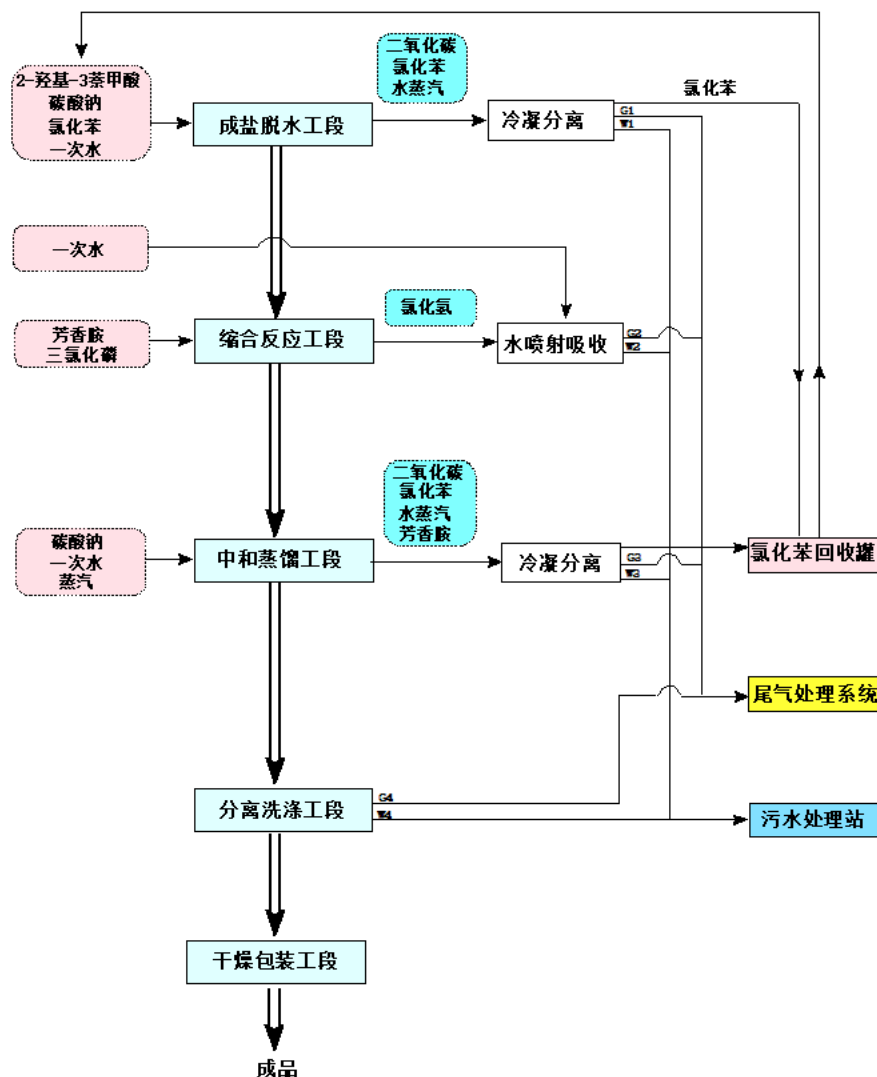 二氧化碳
氯化苯
水蒸汽
2-羟基-3萘甲酸
碳酸钠
氯化苯
一次水
成盐脱水工段
冷凝分离
氯化苯
G1
W1
一次水
氯化氢
芳香胺
三氯化磷
缩合反应工段
水喷射吸收
G2
W2
二氧化碳
氯化苯
水蒸汽
芳香胺
碳酸钠
一次水
蒸汽
中和蒸馏工段
冷凝分离
G3
W3
氯化苯回收罐
尾气处理系统
分离洗涤工段
G4
W4
污水处理站
干燥包装工段
成品